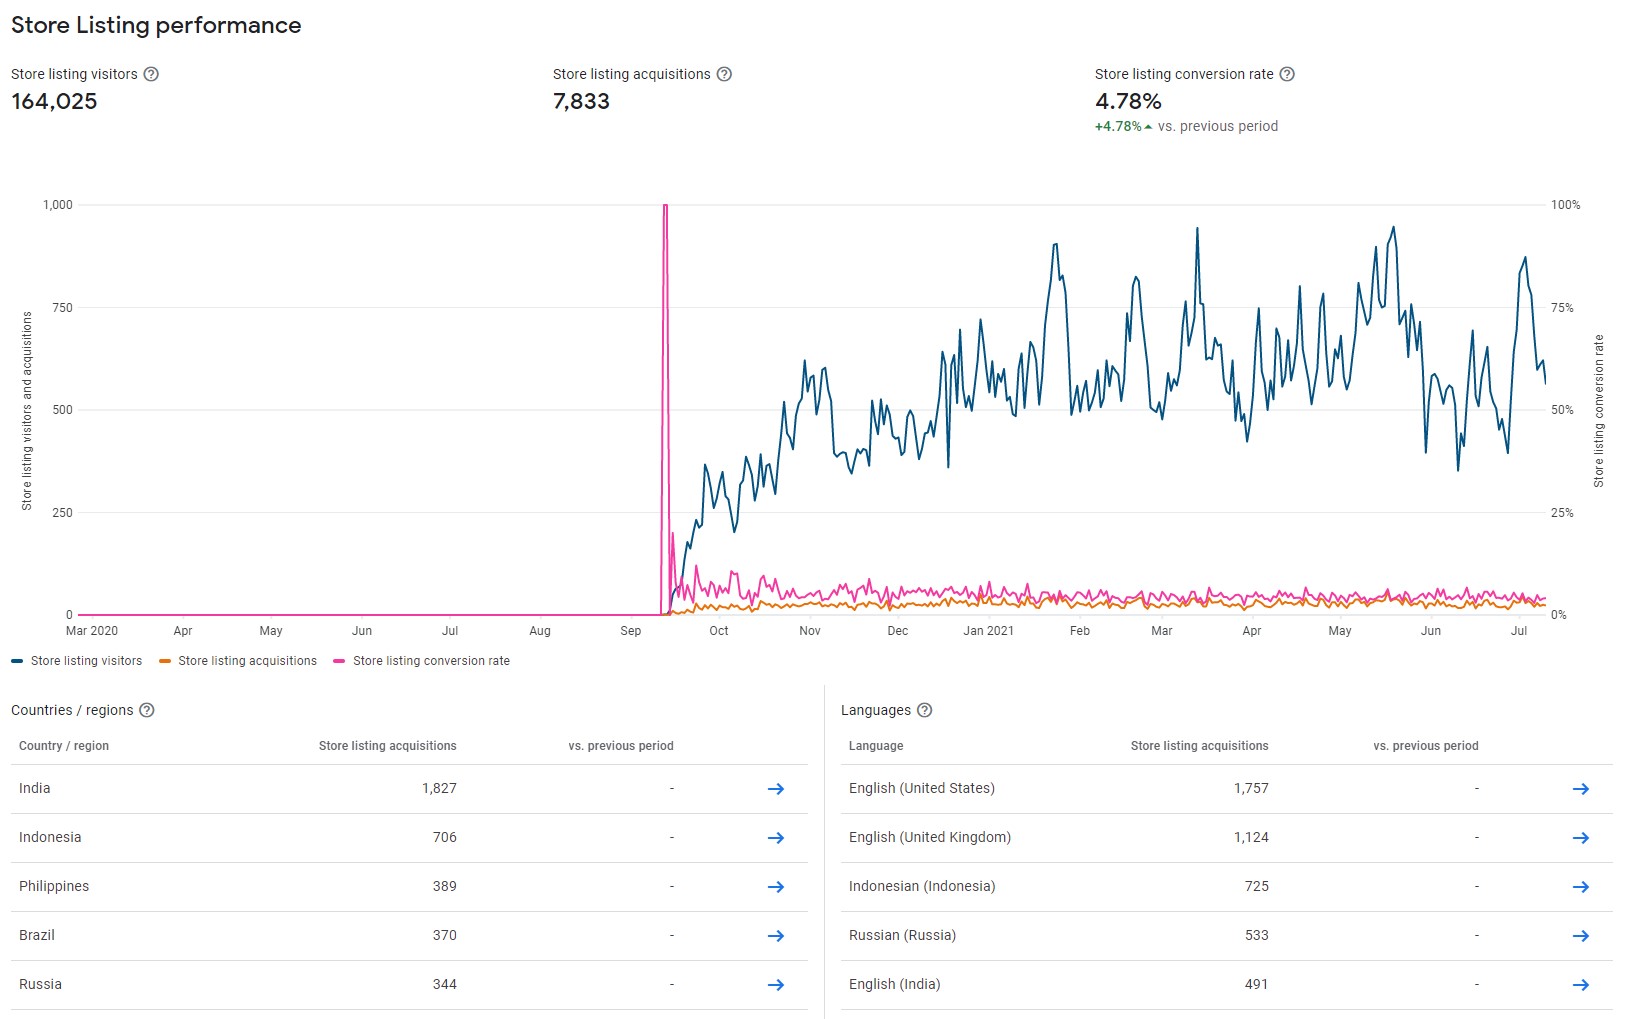 Store Listing performance
Store listing visitors
164,025
Store listing acquisitions
7,833
Store listing conversion rate
4.78%
+4.78% vs. previous period
Store listing visitors and acquisitions
1,000
750
500
250
0
100%
75%
50%
25%
0%
Store listing conversion rate
Mar 2020 Apr May Jun Jul Aug Sep Oct Nov Dec Jan 2021 Feb Mar Apr May Jun Jul
Store listing visitors Store listing acquisitions Store listing conversion rate
Countries / regions
Country / region Store listing acquisitions vs. previous period
India 1,827 -
Indonesia 706 -
Philippines 389 -
Brazil 370 -
Russia 344 -
Languages
Language Store listing acquisitions vs. previous period
English (United States) 1,757 -
English (United Kingdom) 1,124 -
Indonesian (Indonesia) 725 -
Russian (Russia) 533 -
English (India) 491 -